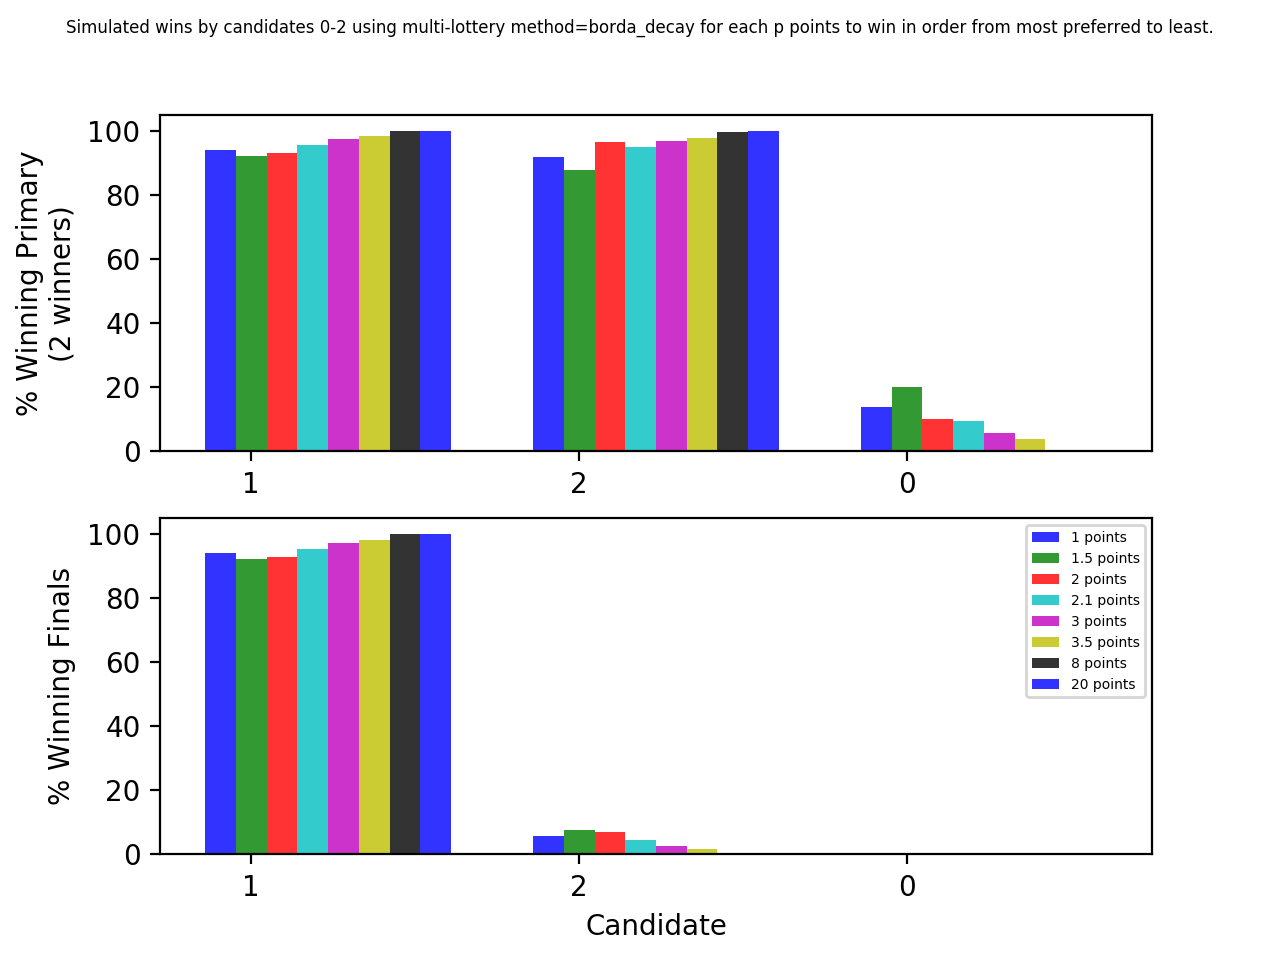 Simulated wins by candidates 0-2 using multi-lottery method=borda_decay for each p points to win in order from most preferred to least.
% Winning Primary
(2 winners)
100
80
60
40
20
0
1
2
0
% Winning Finals
100
80
60
40
20
0
1 points
1.5 points
2 points
2.1 points
3 points
3.5 points
8 points
20 points
1
2
0
Candidate